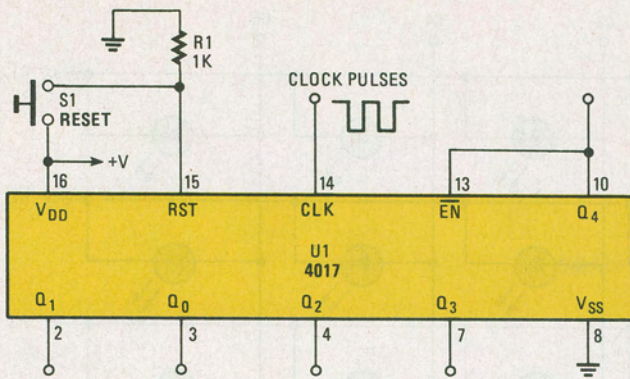 R1
1K
S1
RESET
CLOCK PULSES
+V
16
15
14
13
10
VDD
RST
CLK
EN
Q4
U1
4017
Q1
Q0
Q2
Q3
VSS
2
3
4
7
8